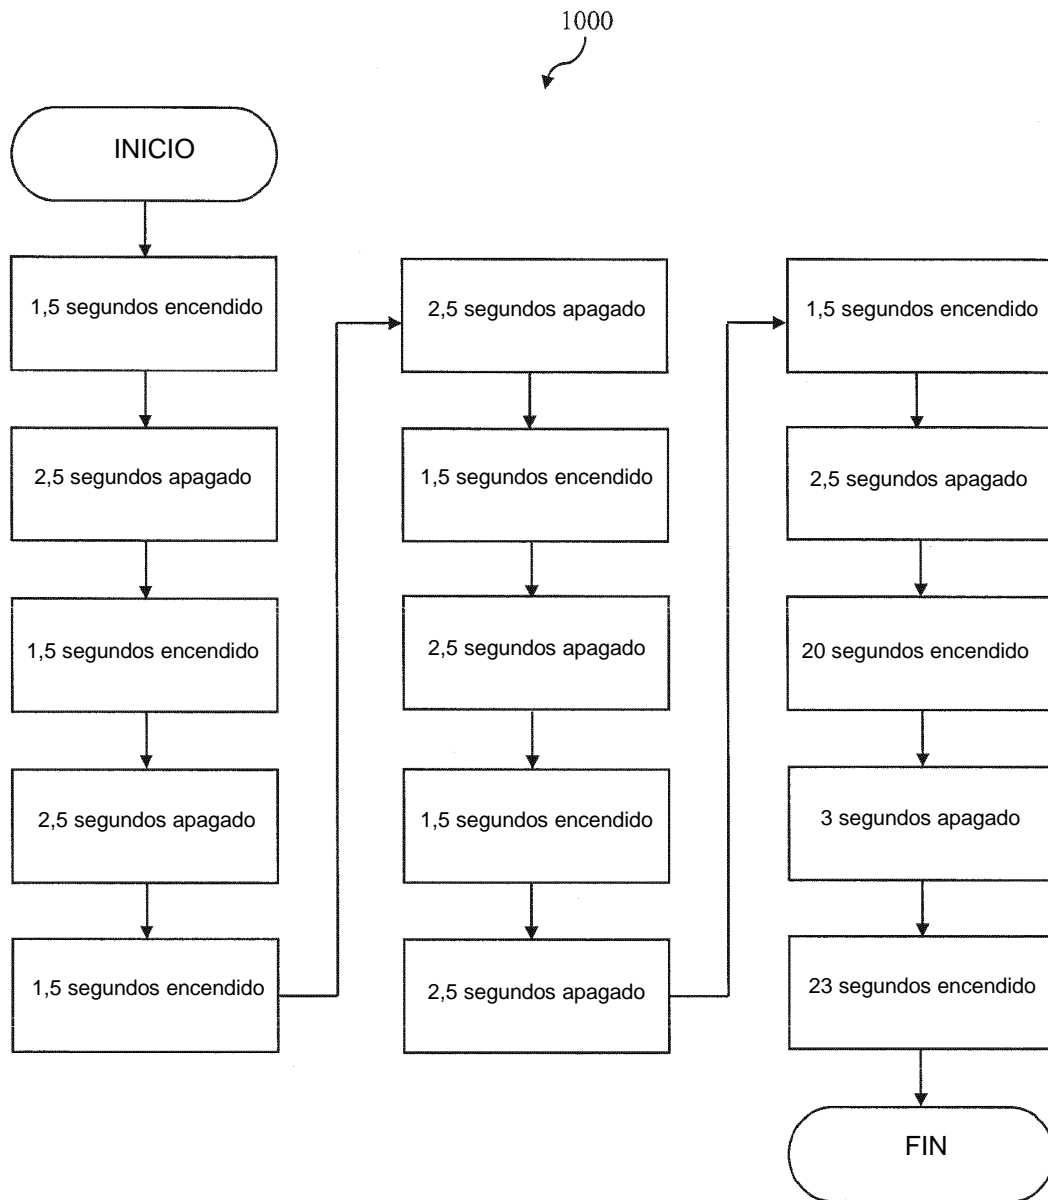 1000
INICIO
1,5 segundos encendido
2,5 segundos apagado
1,5 segundos encendido
2,5 segundos apagado
1,5 segundos encendido
2,5 segundos apagado
1,5 segundos encendido
2,5 segundos apagado
1,5 segundos encendido
2,5 segundos apagado
1,5 segundos encendido
2,5 segundos apagado
20 segundos encendido
3 segundos apagado
23 segundos encendido
FIN